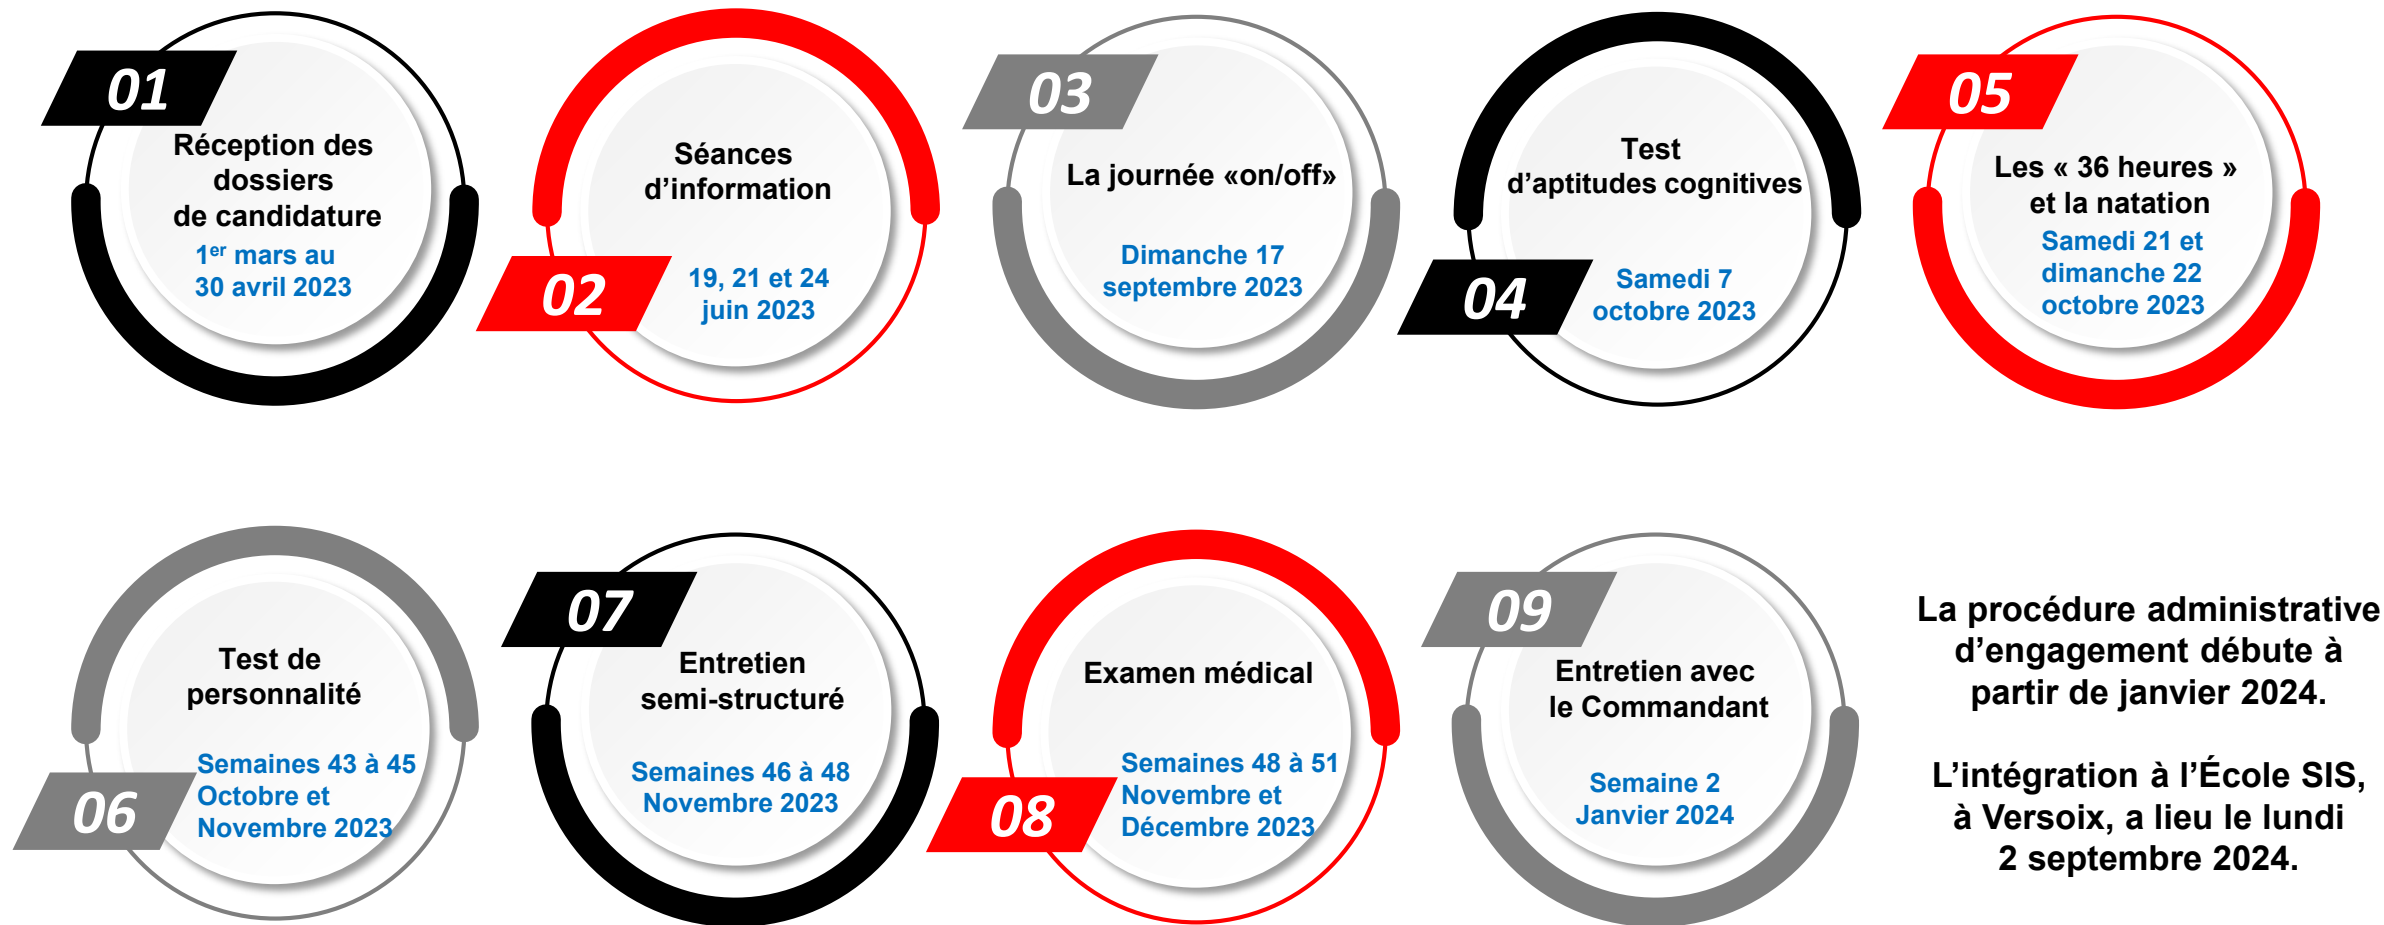 01
Réception des
dossiers
de candidature
1er mars au
30 avril 2023
02
Séances
d’information
19, 21 et 24
juin 2023
03
La journée «on/off»
Dimanche 17
septembre 2023
04
Test
d’aptitudes cognitives
Samedi 7
octobre 2023
05
Les « 36 heures »
et la natation
Samedi 21 et
dimanche 22
octobre 2023
06
Test de
personnalité
Semaines 43 à 45
Octobre et
Novembre 2023
07
Entretien
semi-structuré
Semaines 46 à 48
Novembre 2023
08
Examen médical
Semaines 48 à 51
Novembre et
Décembre 2023
09
Entretien avec
le Commandant
Semaine 2
Janvier 2024
La procédure administrative
d’engagement débute à
partir de janvier 2024.
L’intégration à l’École SIS,
à Versoix, a lieu le lundi
2 septembre 2024.